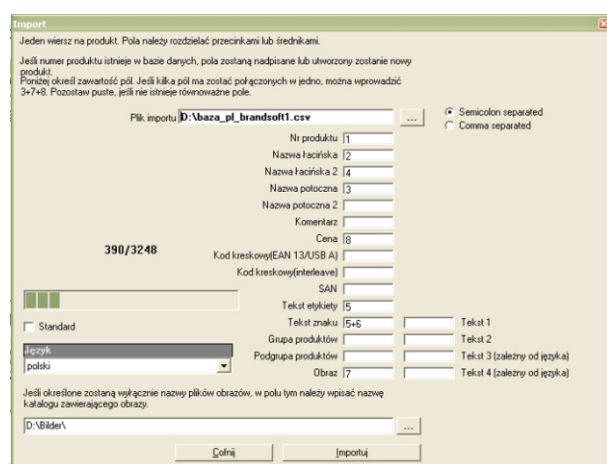 Import
Jeden wiersz na produkt. Pola należy rozdzielać przecinkami lub średnikami.
Jeśli numer produktu istnieje w bazie danych, pola zostaną nadpisane lub utworzony zostanie nowy
produkt.
Poniżej określ zawartość pól. Jeśli kilka pól ma zostać połączonych w jedno, można wprowadzić
3+7+8. Pozostaw puste, jeśli nie istnieje równoważne pole.
Plik importu D:\baza_pl_brandsoft1.csv ... Semicolon separated
Comma separated
Nr produktu 1
Nazwa łacińska 2
Nazwa łacińska 2 4
Nazwa potoczna 3
Nazwa potoczna 2
Komentarz
Cena 8
390/3248
Kod kreskowy(EAN 13/USB A)
Kod kreskowy(interleave)
SAN
Tekst etykiety 5
Standard
Tekst znaku 5+6 Tekst 1
Grupa produktów Tekst 2
Język
Podgrupa produktów Tekst 3 (zależny od języka)
polski
Obraz 7 Tekst 4 (zależny od języka)
Jeśli określone zostaną wyłącznie nazwy plików obrazów, w polu tym należy wpisać nazwę
katalogu zawierającego obrazy.
D:\Bilder\ ...
Cofnij Importuj